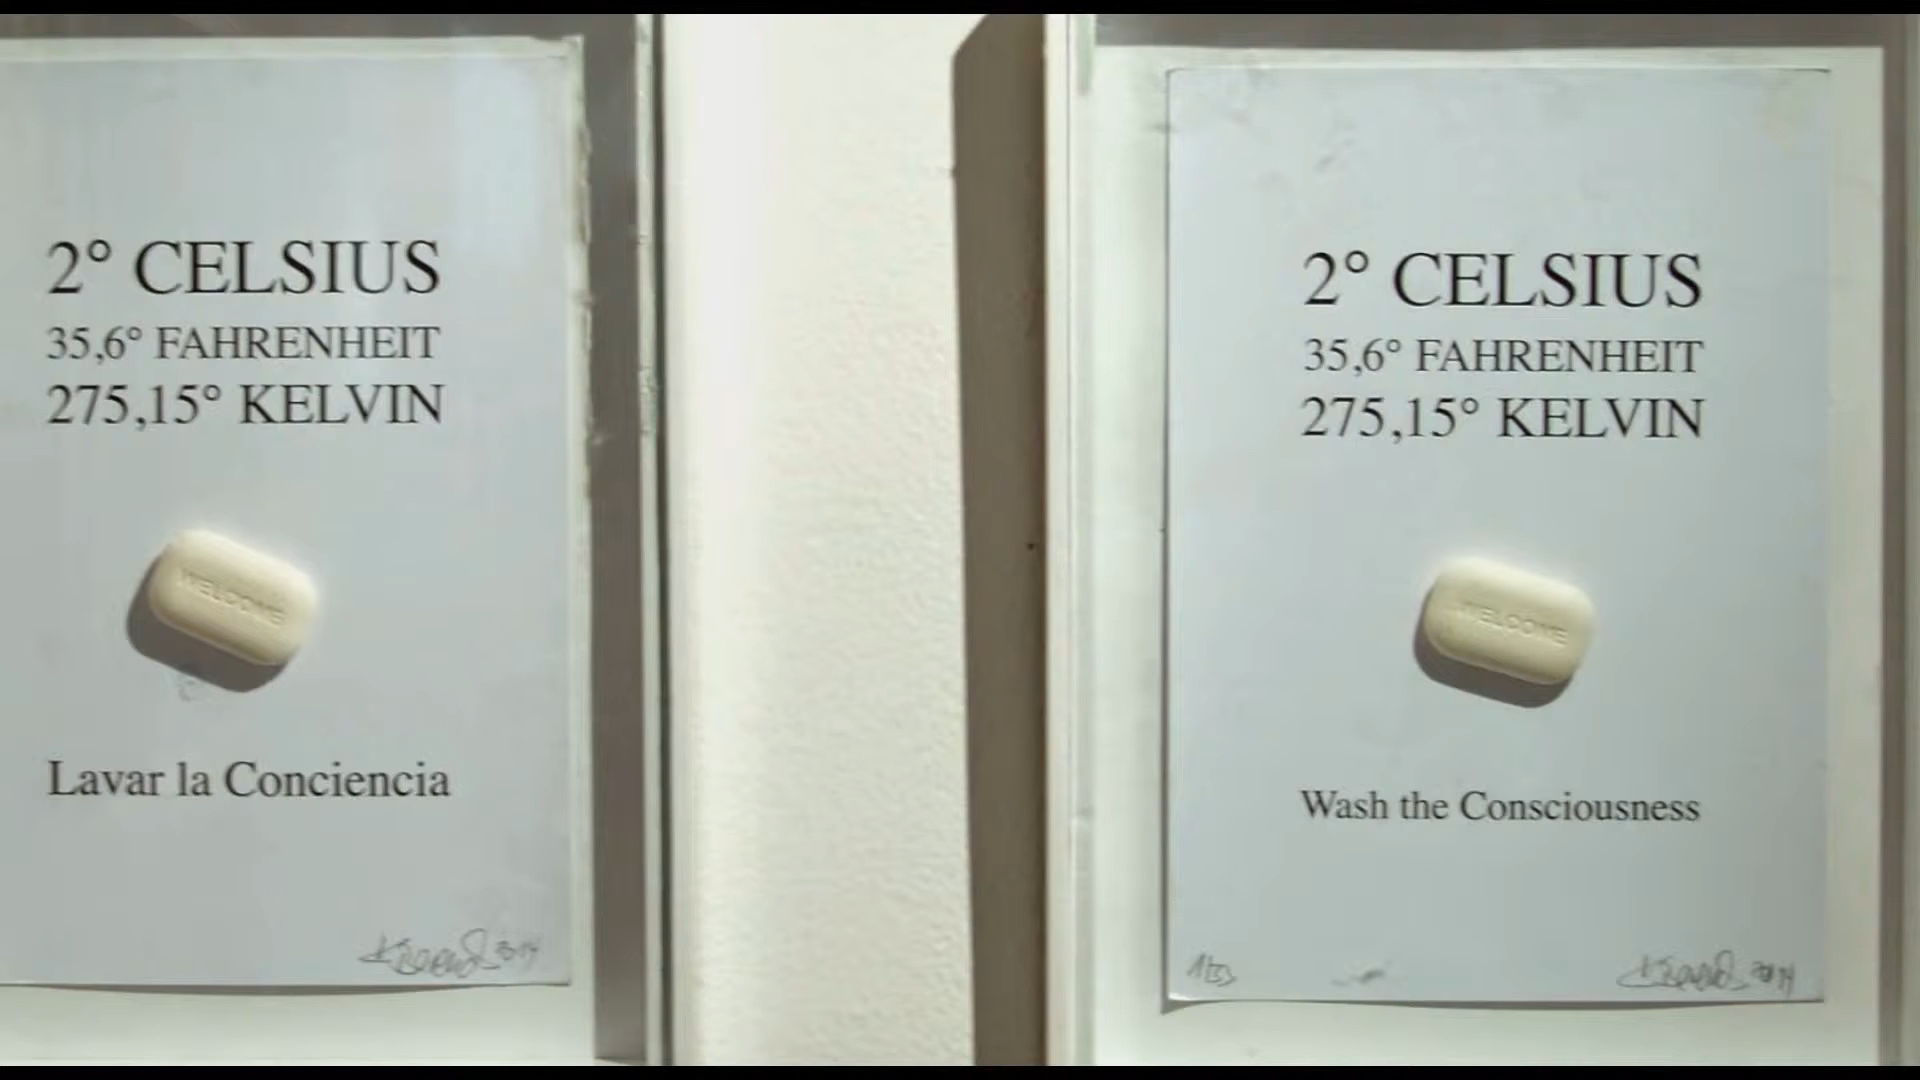 2° CELSIUS
35,6° FAHRENHEIT
275,15° KELVIN
WELCOME
Lavar la Conciencia
2° CELSIUS
35,6° FAHRENHEIT
275,15° KELVIN
WELCOME
Wash the Consciousness